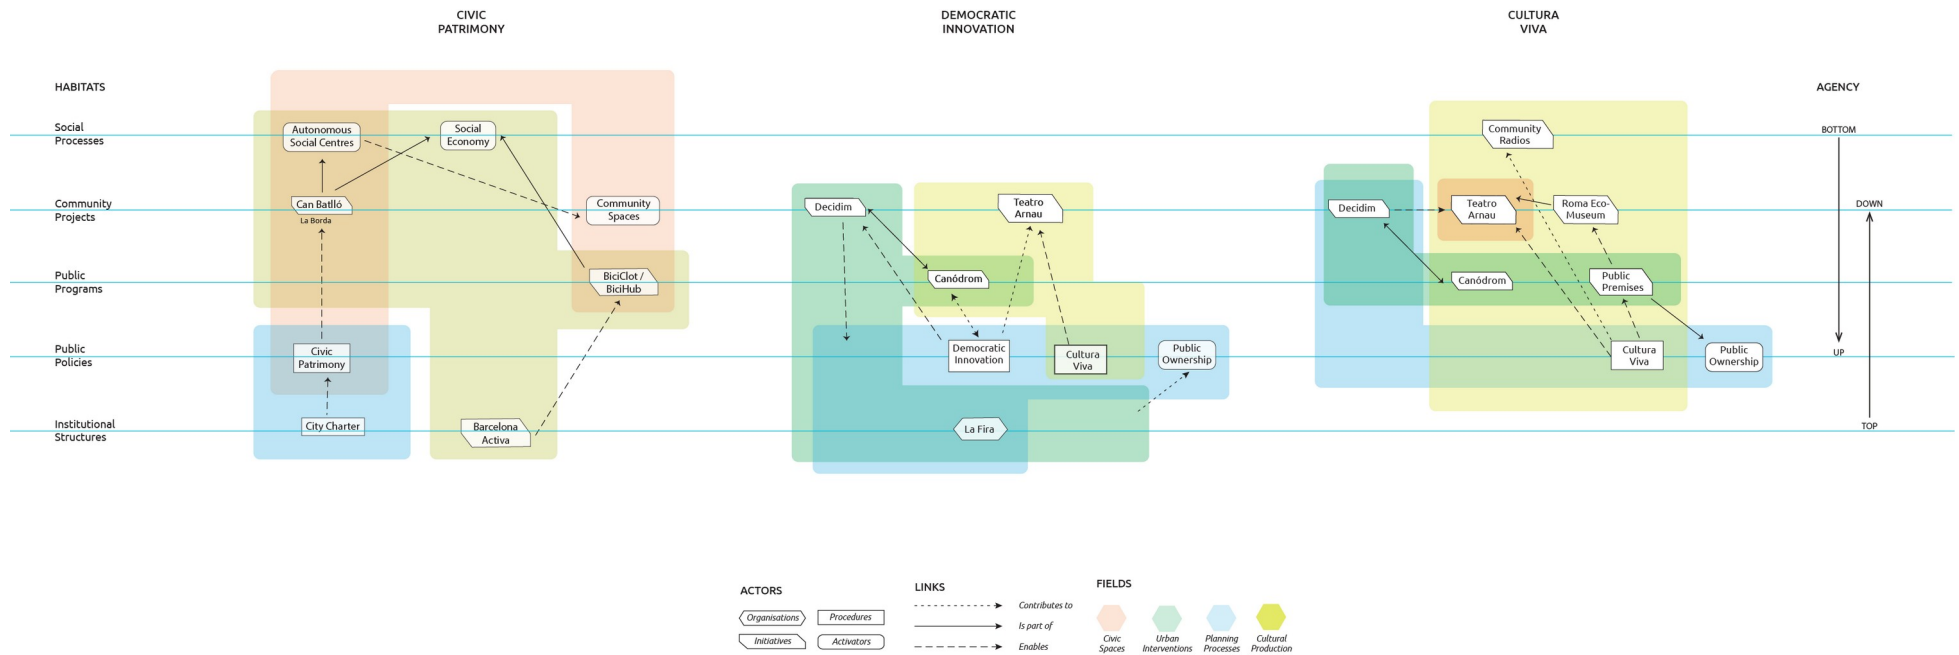 CIVIC
PATRIMONY
DEMOCRATIC
INNOVATION
CULTURA
VIVA
HABITATS
AGENCY
Social
Processes
Autonomous
Social Centres
Social
Economy
Community
Radios
BOTTOM
Community
Projects
Can Batlló
La Borda
Community
Spaces
Decidim
Teatro
Arnau
Decidim
Teatro
Arnau
Roma Eco-
Museum
DOWN
Public
Programs
BiciClot /
BiciHub
Canódrom
Canódrom
Public
Premises
Public
Policies
Civic
Patrimony
Democratic
Innovation
Cultura
Viva
Public
Ownership
Cultura
Viva
Public
Ownership
UP
Institutional
Structures
City Charter
Barcelona
Activa
La Fira
TOP
ACTORS
Organisations
Procedures
Initiatives
Activators
LINKS
Contributes to
Is part of
Enables
FIELDS
Civic
Spaces
Urban
Interventions
Planning
Processes
Cultural
Production